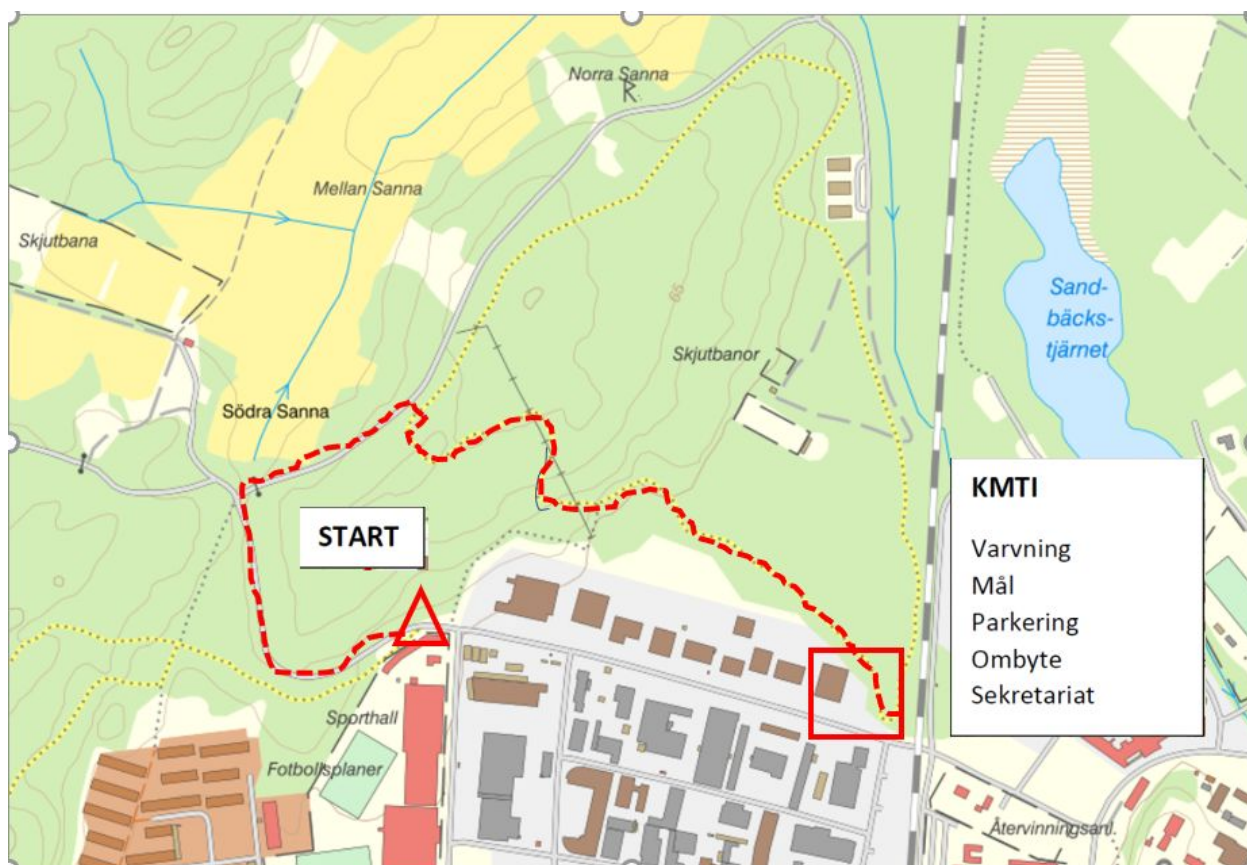 Norra Sanna
R
Mellan Sanna
Skjutbana
65
Sand-
bäcks-
tjärnet
Skjutbanor
Södra Sanna
START
KMTI
Varvning
Mål
Parkering
Ombyte
Sekretariat
Sporthall
Fotbollsplaner
Återvinningsanl.